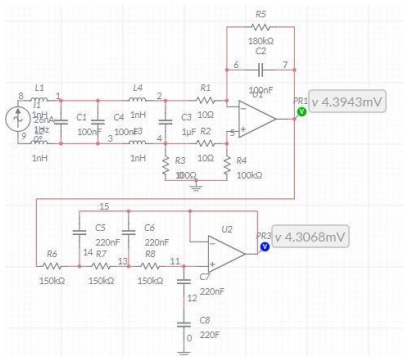 R5
180kΩ
C2
6 7
100nF
U1
PR1
v 4.3943mV
8 L1 1
L4 2
R1
I1
1nH
1Hz
C1 C4
100nF
1nH
C3
10Ω
1µF
R2
9
3
4
5
1nH
1nH
10Ω
R3
R4
100kΩ
15
C5
220nF
C6
220nF
U2
PR3
v 4.3068mV
R6 14 R7 13 R8 11
150kΩ
150kΩ
150kΩ
C7
220nF
12
C8
220F
0